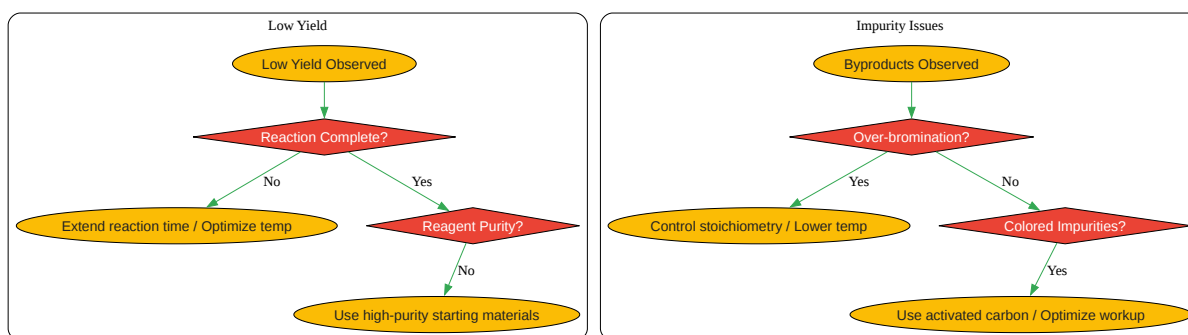 Low Yield
Low Yield Observed
Reaction Complete?
No
Yes
Extend reaction time / Optimize temp
Reagent Purity?
No
Use high-purity starting materials
Impurity Issues
Byproducts Observed
Over-bromination?
Yes
No
Control stoichiometry / Lower temp
Colored Impurities?
Yes
Use activated carbon / Optimize workup